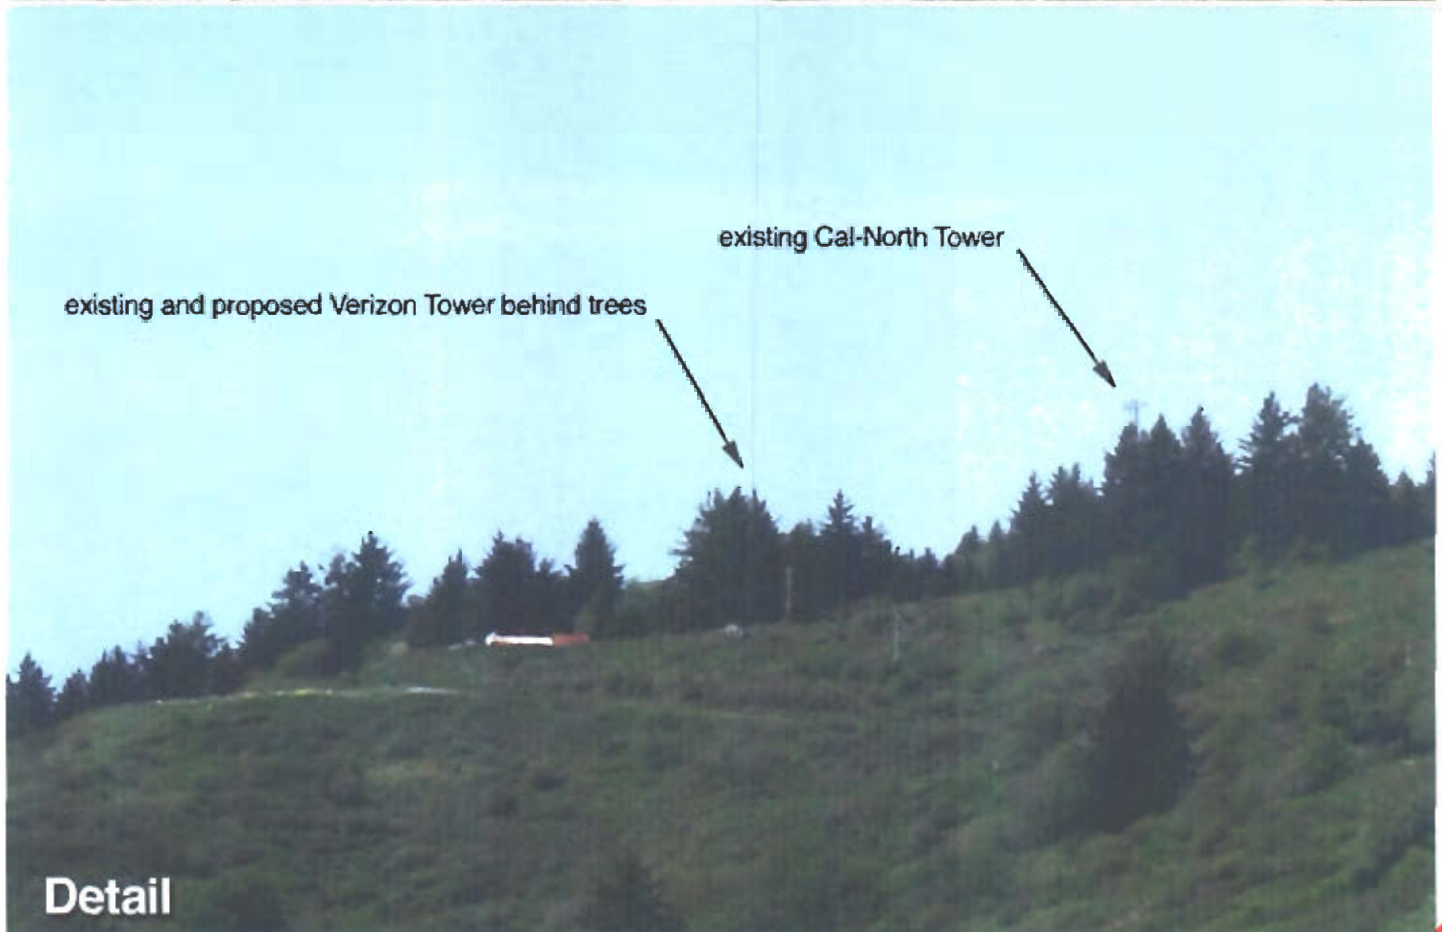 existing Cal-North Tower
existing and proposed Verizon Tower behind trees
Detail